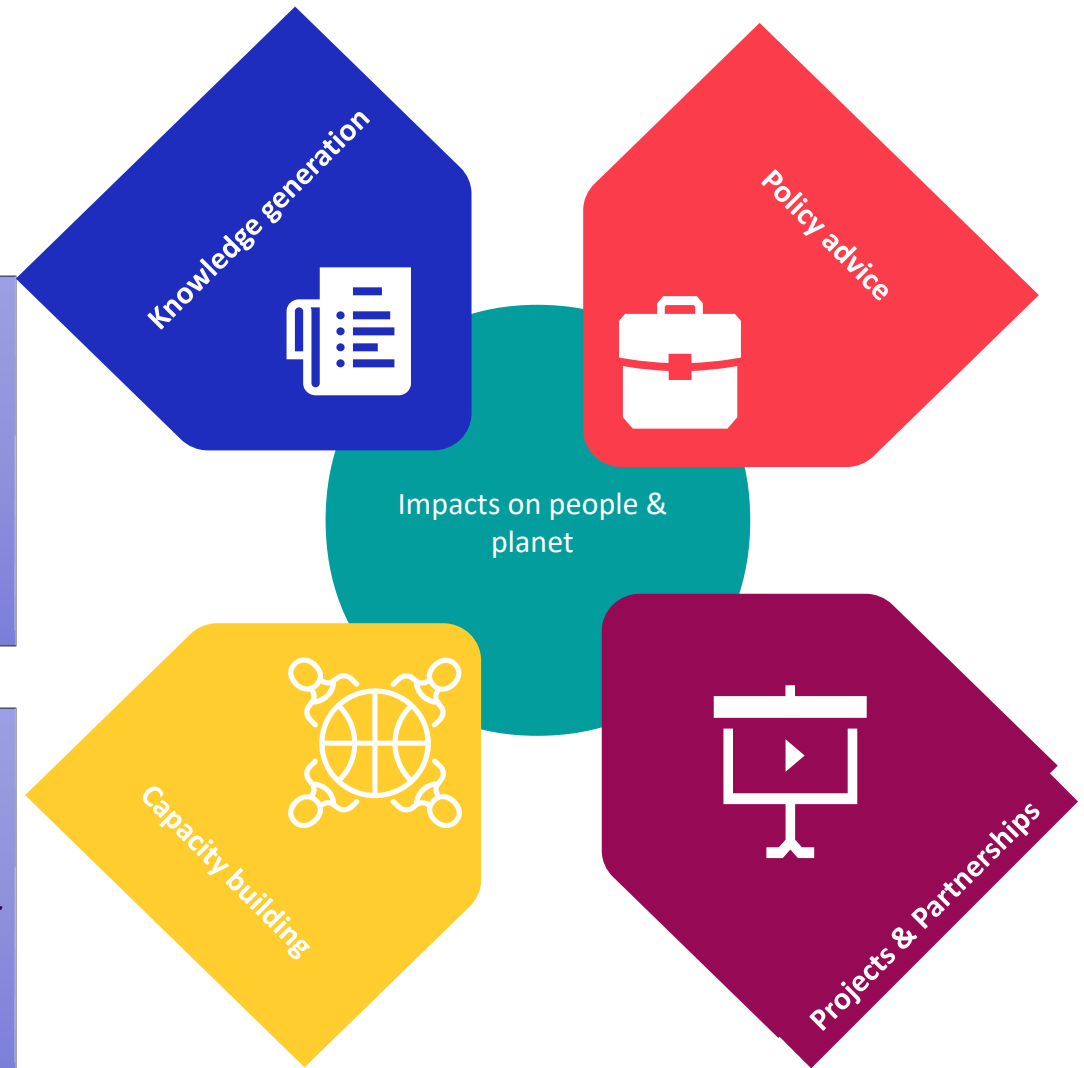 Knowledge generation
Policy advice
Impacts on people &
planet
Capacity building
Projects & Partnerships